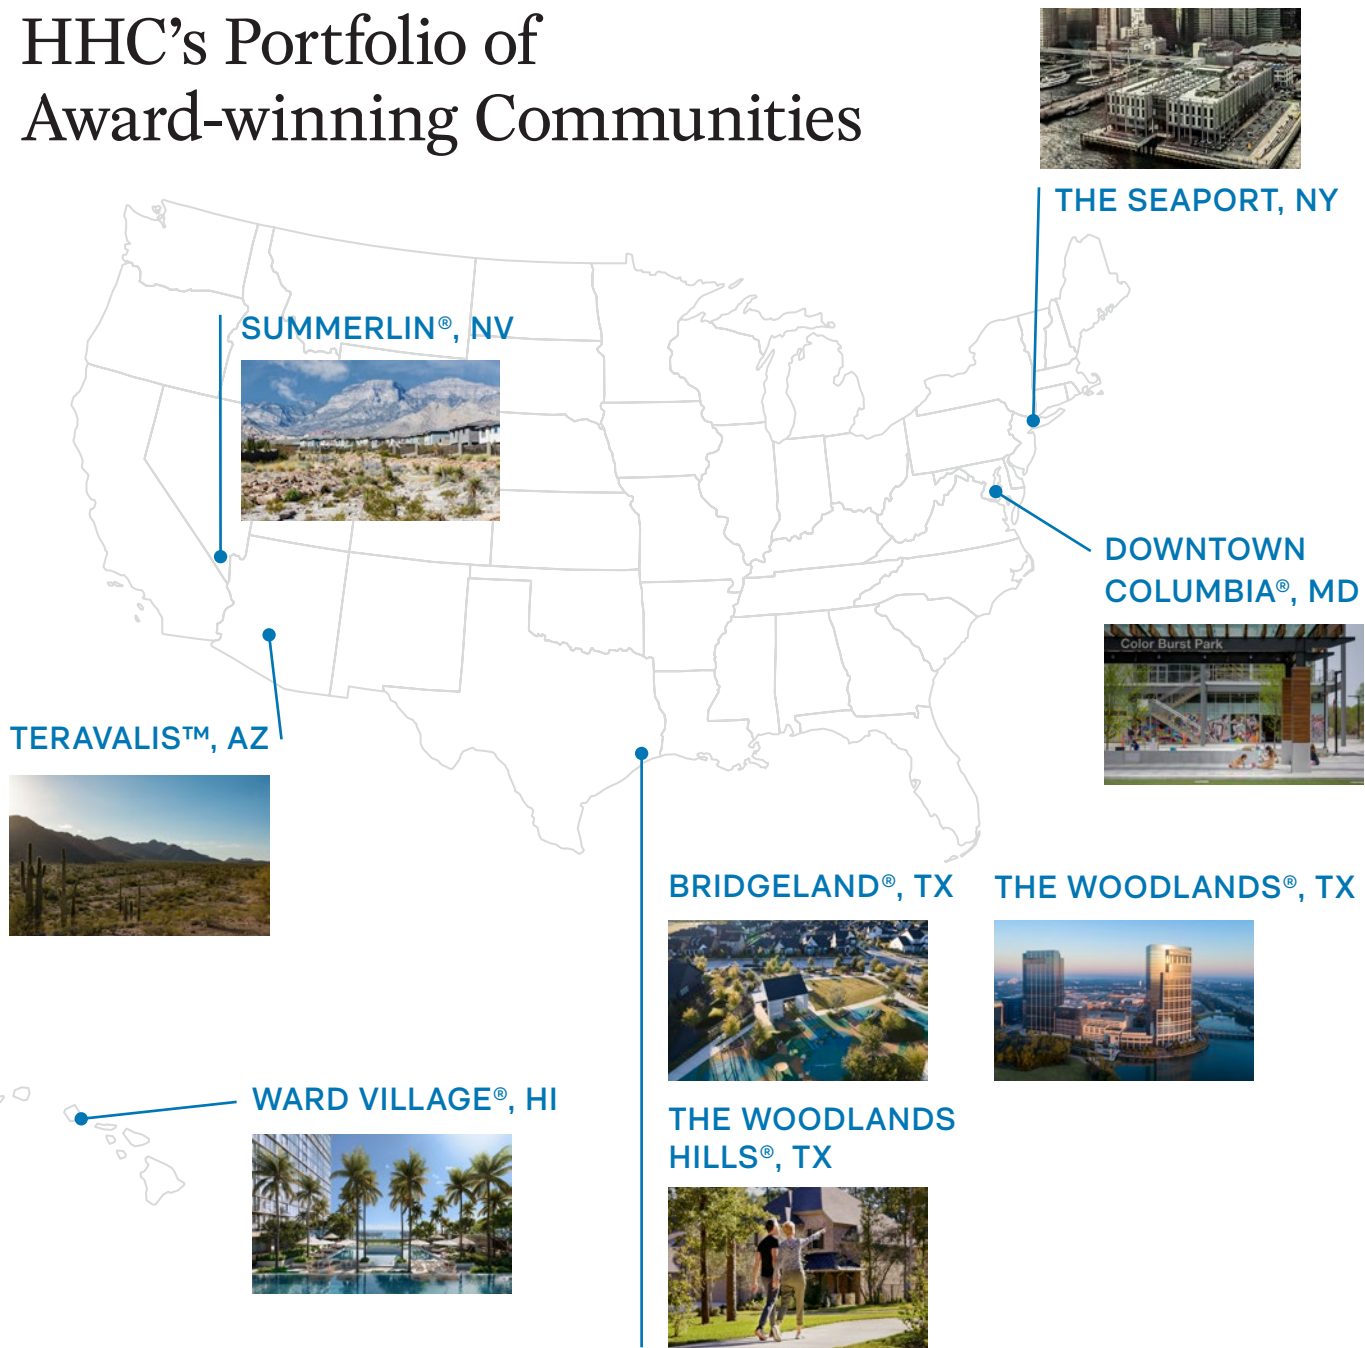 HHC’s Portfolio of
Award-winning Communities
THE SEAPORT, NY
SUMMERLIN®, NV
DOWNTOWN
COLUMBIA®, MD
Color Burst Park
TERAVALIS™, AZ
BRIDGELAND®, TX
THE WOODLANDS®, TX
WARD VILLAGE®, HI
THE WOODLANDS
HILLS®, TX